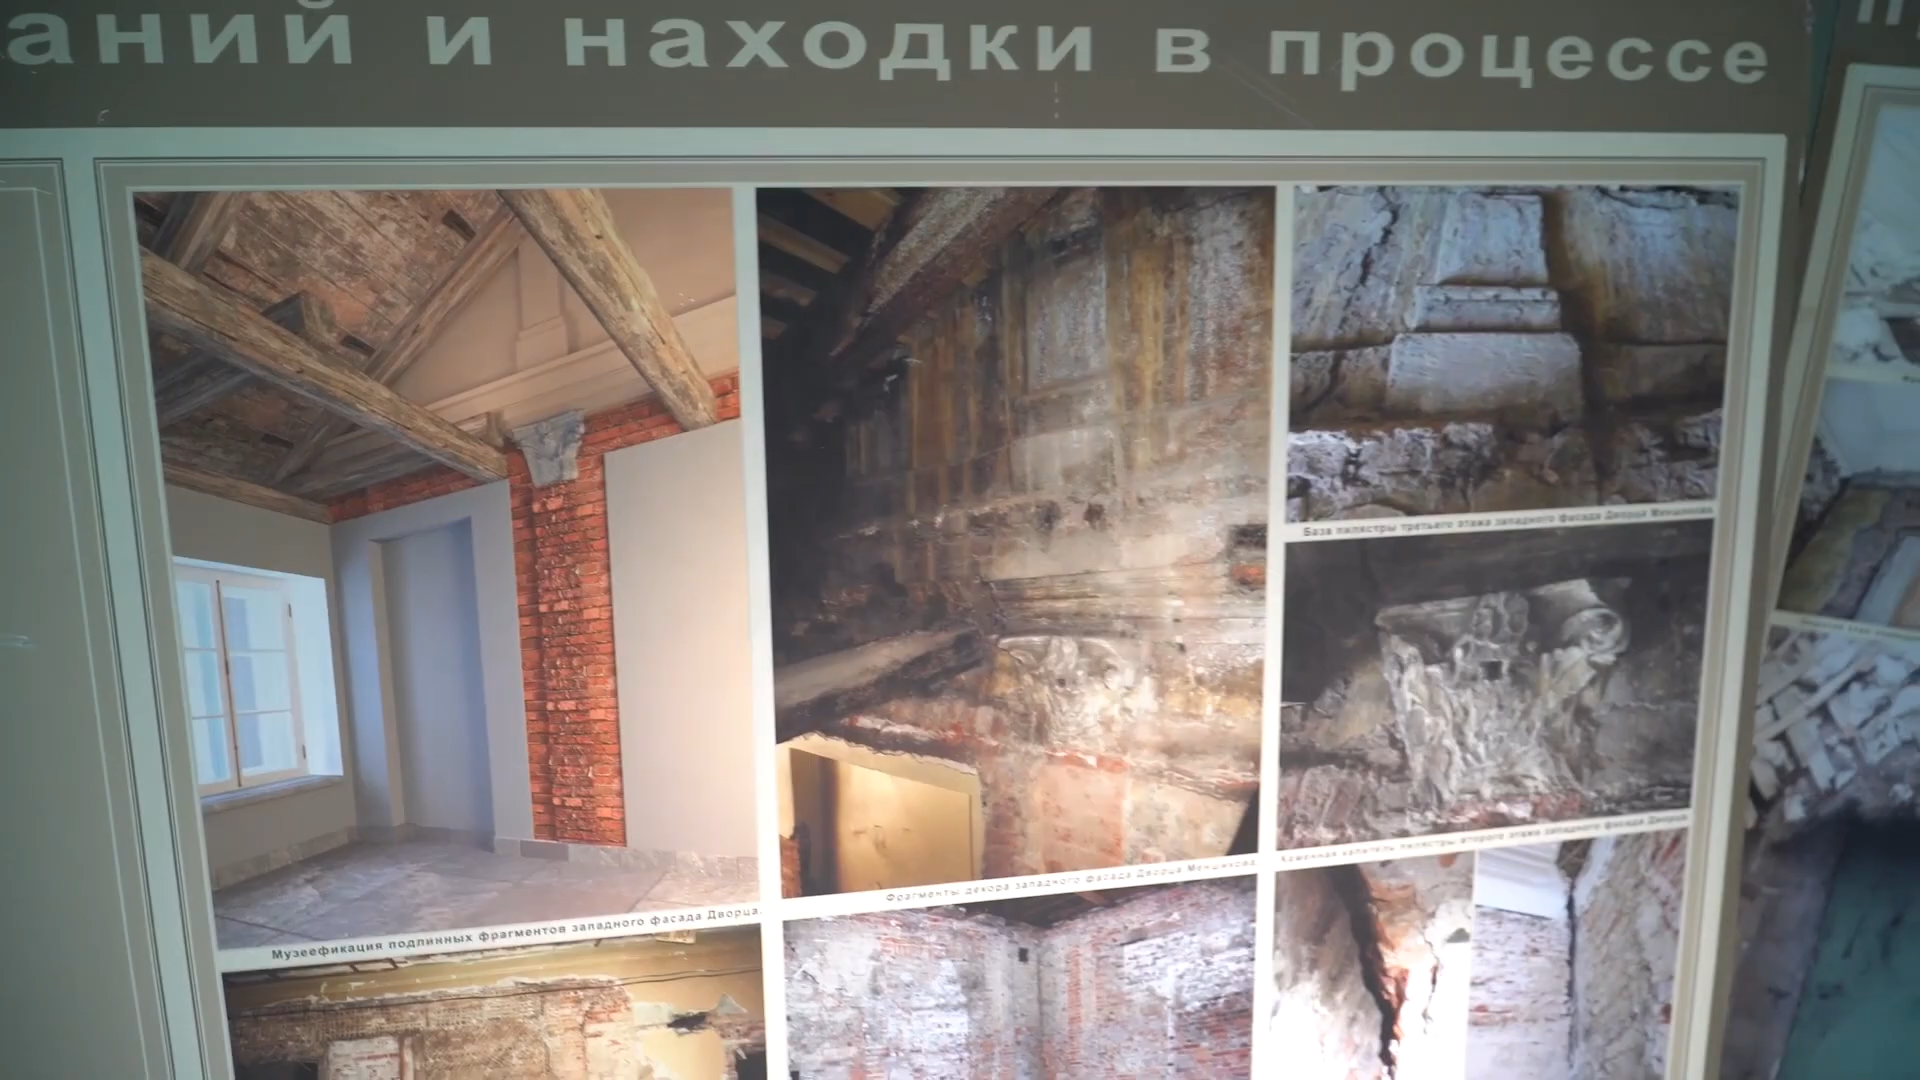 аний и находки в процессе
База пилястры третьего этажа западного фасада Дворца Меншикова
Каменная капитель пилястры второго этажа западного фасада Дворца
Фрагменты декора западного фасада Дворца Меншикова
Музеефикация подлинных фрагментов западного фасада Дворца